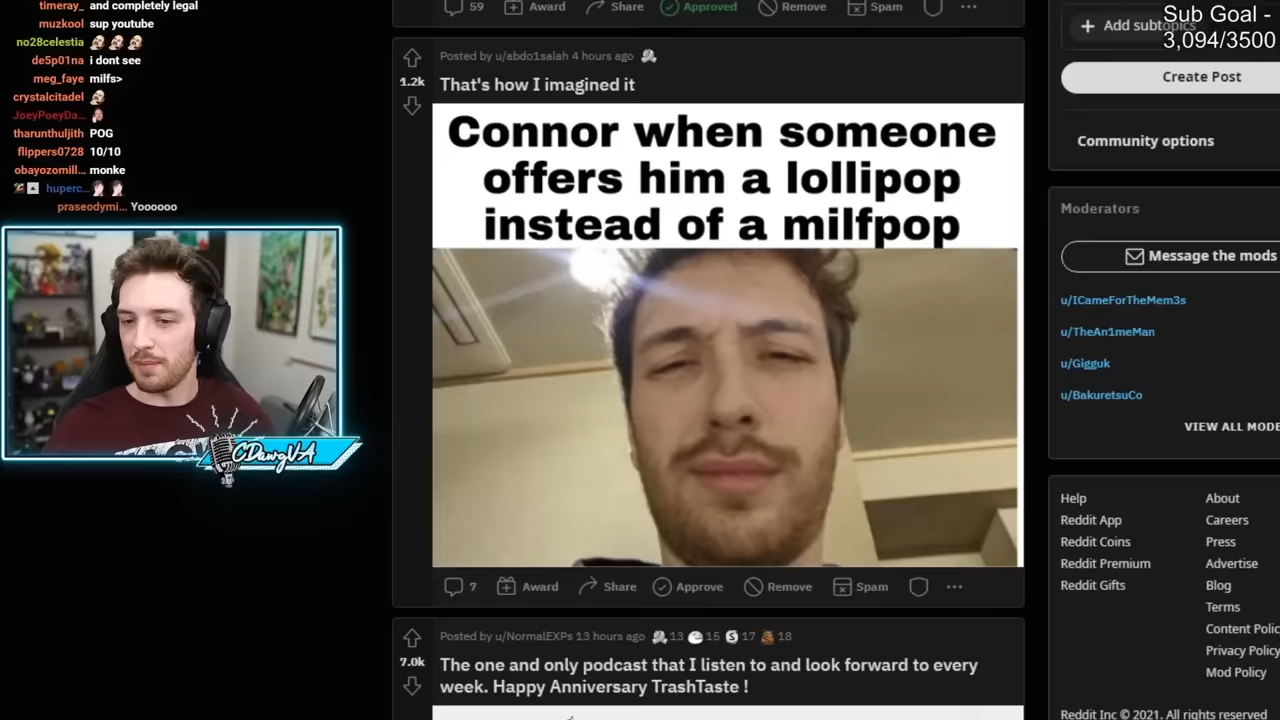 timeray_ and completely legal
muzkool sup youtube
no28celestia
de5p01na i dont see
meg_faye milfs>
crystalcitadel
JoeyPoeyDa...
tharunthuljith POG
flippers0728 10/10
obayozomill... monke
huperc...
praseodymi... Yoooooo
CDawgVA
59 Award Share Approved Remove Spam
Posted by u/abdo1salah 4 hours ago
1.2k
That's how I imagined it
Connor when someone
offers him a lollipop
instead of a milfpop
7 Award Share Approve Remove Spam
Posted by u/NormalEXPs 13 hours ago 13 15 17 18
7.0k
The one and only podcast that I listen to and look forward to every
week. Happy Anniversary TrashTaste !
Sub Goal -
3,094/3500
Add subtopics
Create Post
Community options
Moderators
Message the mods
u/ICameForTheMem3s
u/TheAn1meMan
u/Gigguk
u/BakuretsuCo
VIEW ALL MODE
Help About
Reddit App Careers
Reddit Coins Press
Reddit Premium Advertise
Reddit Gifts Blog
Terms
Content Polic
Privacy Policy
Mod Policy
Reddit Inc © 2021. All rights reserved